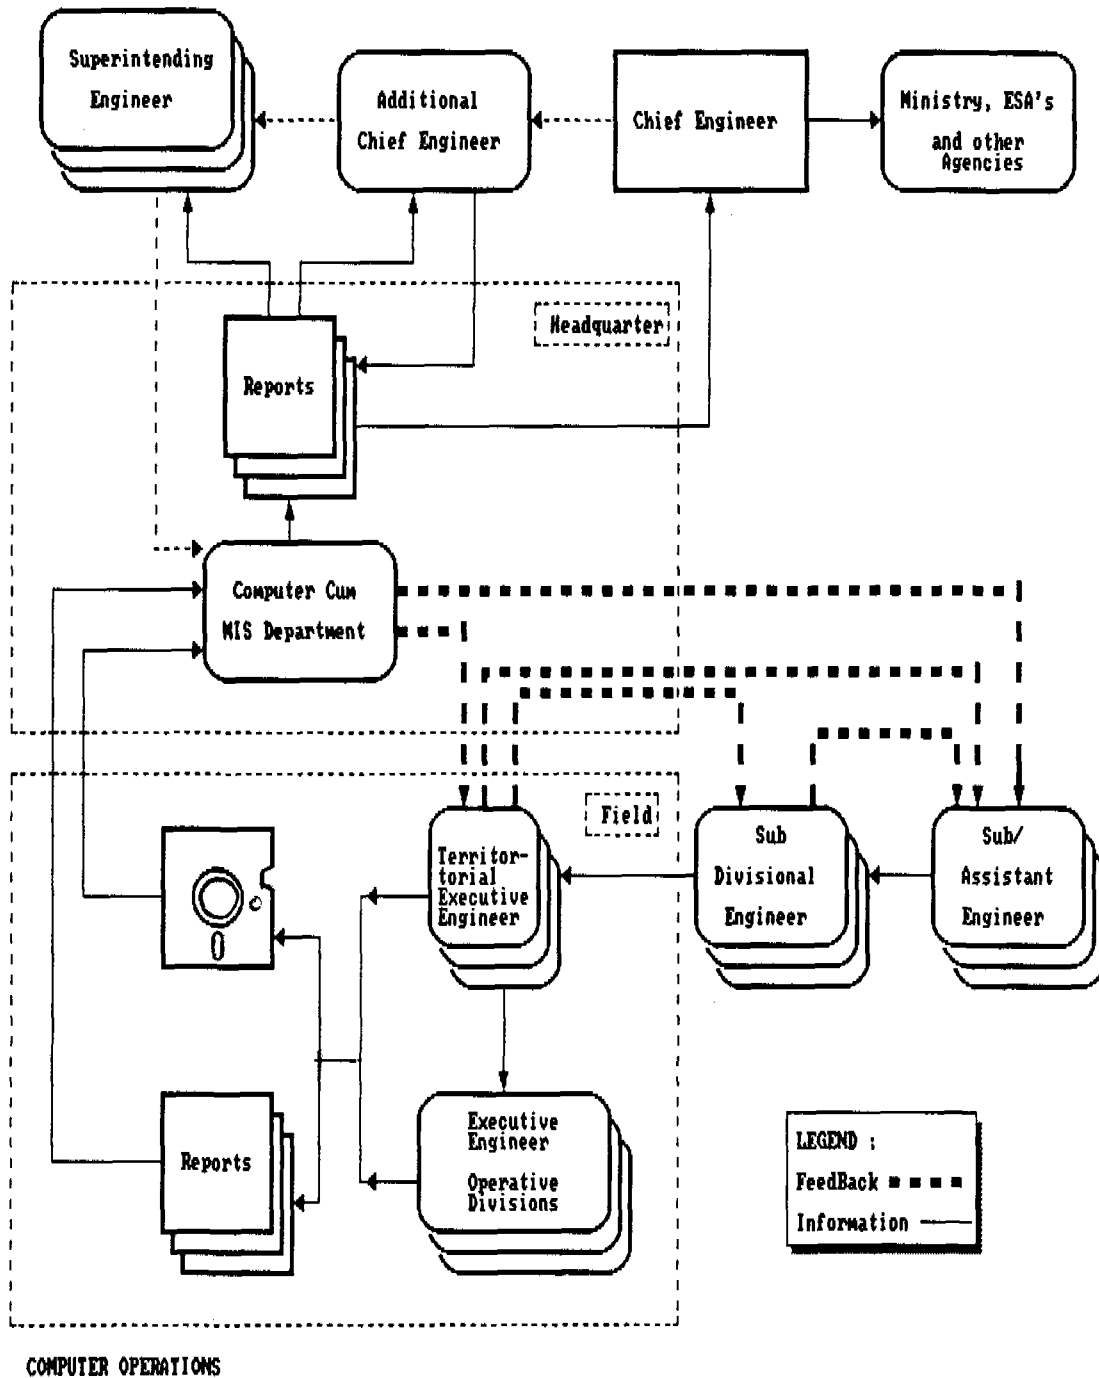 Superintending
Engineer
Additional
Chief Engineer
Chief Engineer
Ministry, ESA's
and other
Agencies
Headquarter
Reports
Computer Cum
MIS Department
Field
Territor-
torial
Executive
Engineer
Sub
Divisional
Engineer
Sub/
Assistant
Engineer
Executive
Engineer
Operative
Divisions
Reports
LEGEND :
FeedBack
Information
COMPUTER OPERATIONS